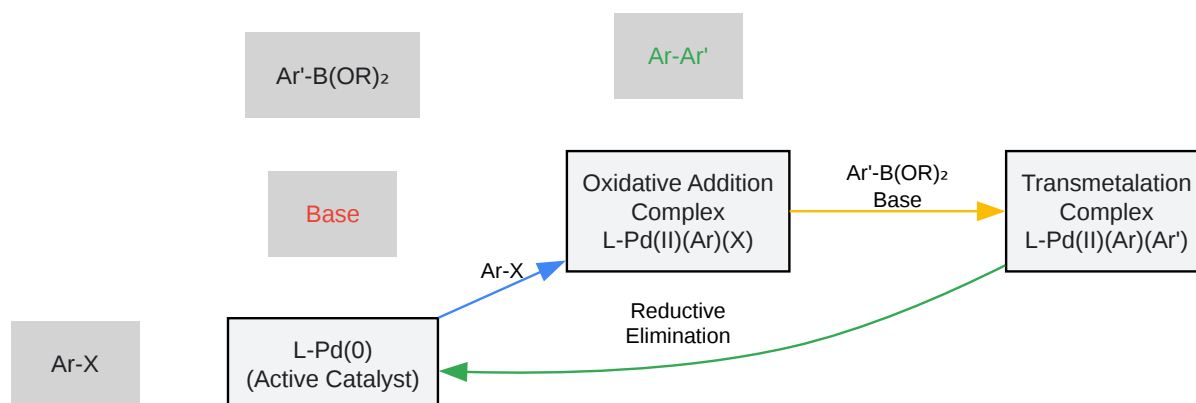 Ar'-B(OR)₂
Ar-Ar'
Base
Oxidative Addition
Complex
L-Pd(II)(Ar)(X)
Ar'-B(OR)₂
Base
Transmetalation
Complex
L-Pd(II)(Ar)(Ar')
Ar-X
Reductive
Elimination
Ar-X
L-Pd(0)
(Active Catalyst)